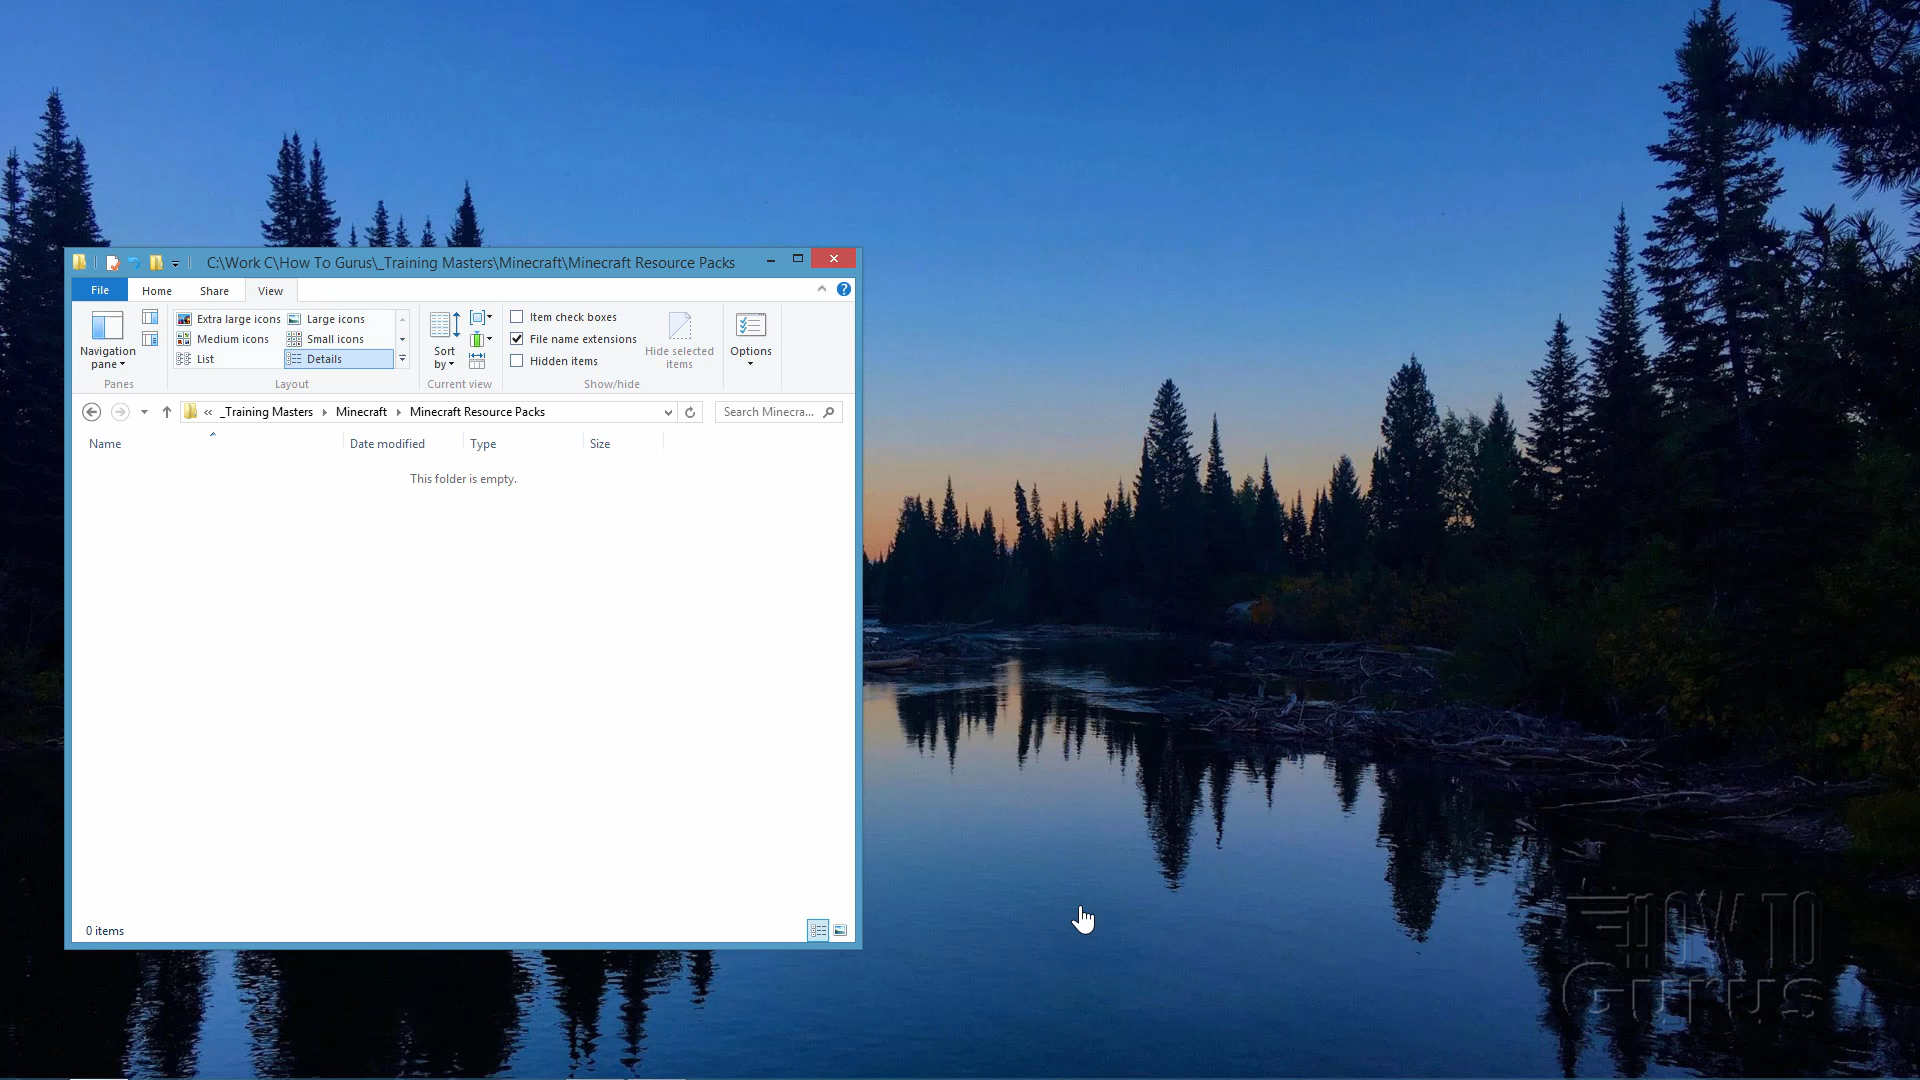 C:\Work C\How To Gurus\_Training Masters\Minecraft\Minecraft Resource Packs
File Home Share View
Extra large icons Large icons
Medium icons Small icons
List Details
Navigation pane
Sort by
Item check boxes
File name extensions
Hidden items
Hide selected items
Options
Panes Layout Current view Show/hide
« _Training Masters Minecraft Minecraft Resource Packs Search Minecra...
Name Date modified Type Size
This folder is empty.
0 items
HOW TO
Gurus